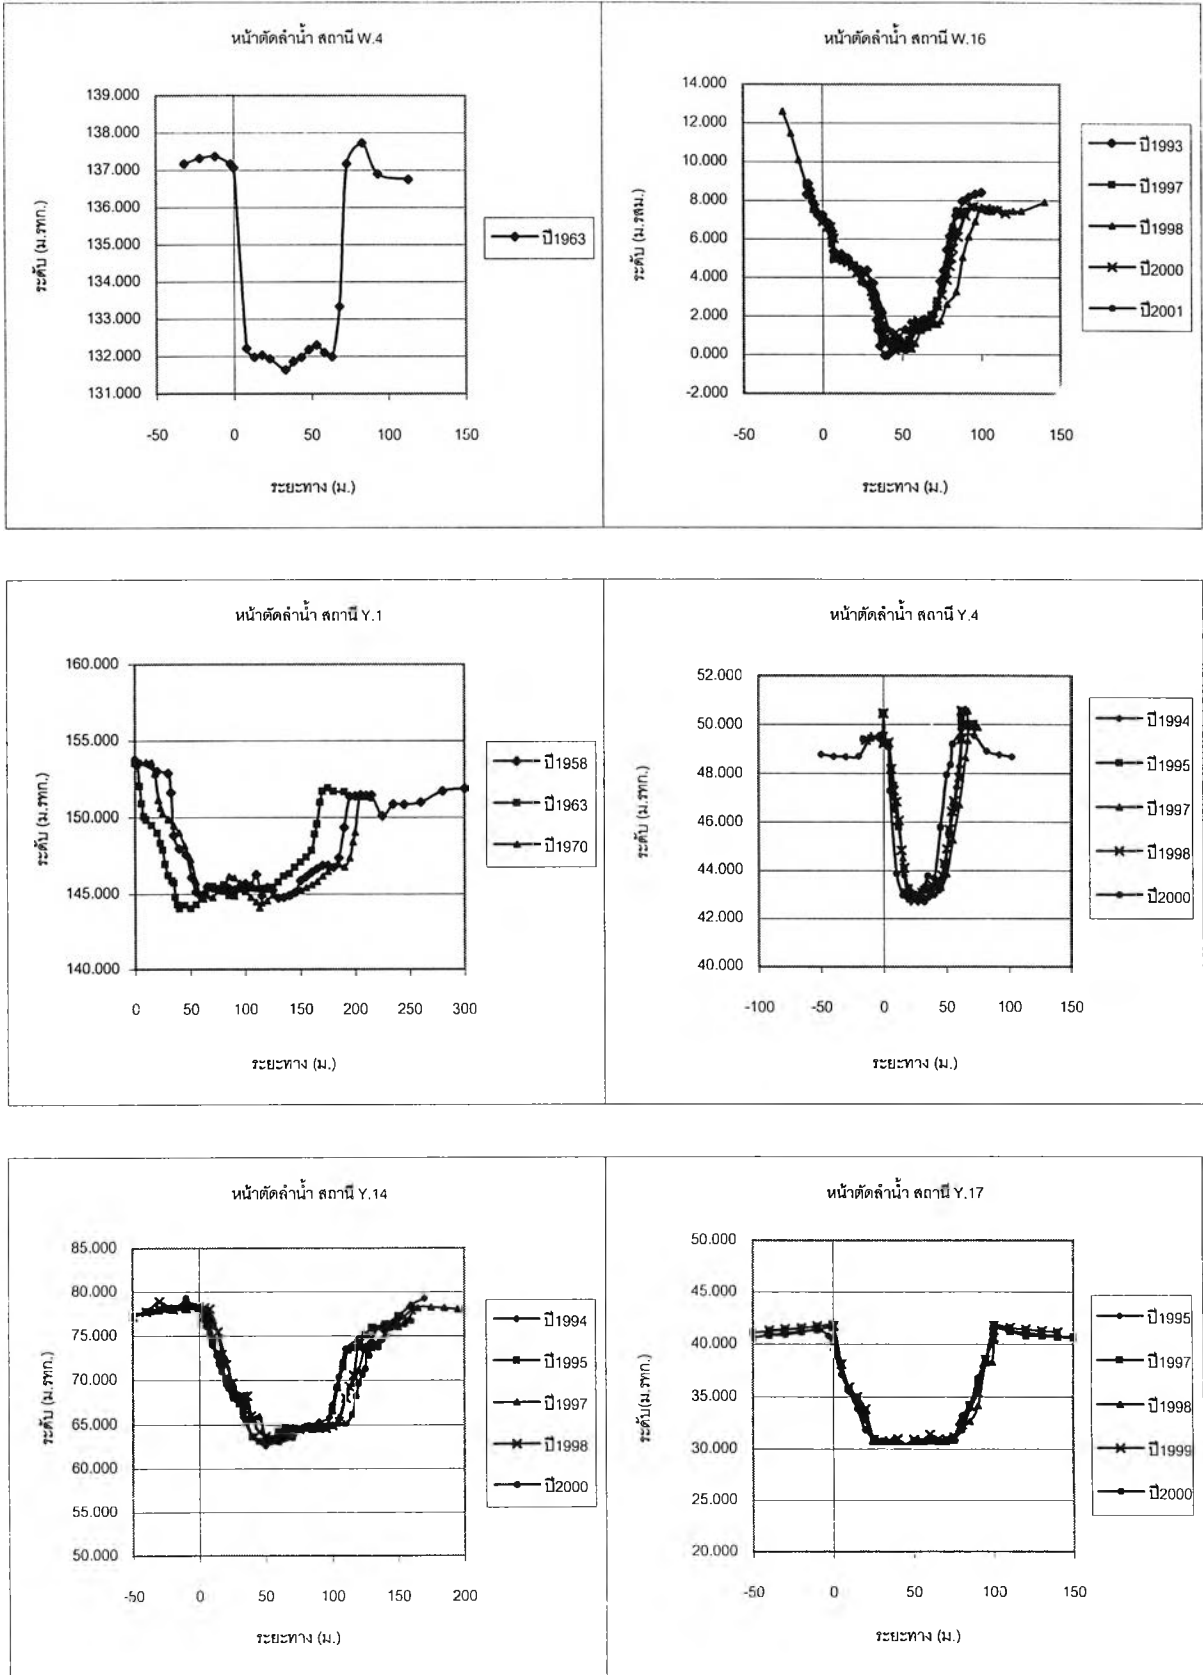 หน้าตัดลำน้ำ สถานี W.4
139.000
138.000
137.000
136.000
135.000
134.000
133.000
132.000
131.000
-50 0 50 100 150
ระดับ (ม.รทก.)
ระยะทาง (ม.)
ปี1963
หน้าตัดลำน้ำ สถานี W.16
14.000
12.000
10.000
8.000
6.000
4.000
2.000
0.000
-2.000
-50 0 50 100 150
ระดับ (ม.รสม.)
ระยะทาง (ม.)
ปี1993
ปี1997
ปี1998
ปี2000
ปี2001
หน้าตัดลำน้ำ สถานี Y.1
160.000
155.000
150.000
145.000
140.000
0 50 100 150 200 250 300
ระดับ (ม.รทก.)
ระยะทาง (ม.)
ปี1958
ปี1963
ปี1970
หน้าตัดลำน้ำ สถานี Y.4
52.000
50.000
48.000
46.000
44.000
42.000
40.000
-100 -50 0 50 100 150
ระดับ (ม.รทก.)
ระยะทาง (ม.)
ปี1994
ปี1995
ปี1997
ปี1998
ปี2000
หน้าตัดลำน้ำ สถานี Y.14
85.000
80.000
75.000
70.000
65.000
60.000
55.000
50.000
-50 0 50 100 150 200
ระดับ (ม.รทก.)
ระยะทาง (ม.)
ปี1994
ปี1995
ปี1997
ปี1998
ปี2000
หน้าตัดลำน้ำ สถานี Y.17
50.000
45.000
40.000
35.000
30.000
25.000
20.000
-50 0 50 100 150
ระดับ(ม.รทก.)
ระยะทาง (ม.)
ปี1995
ปี1997
ปี1998
ปี1999
ปี2000